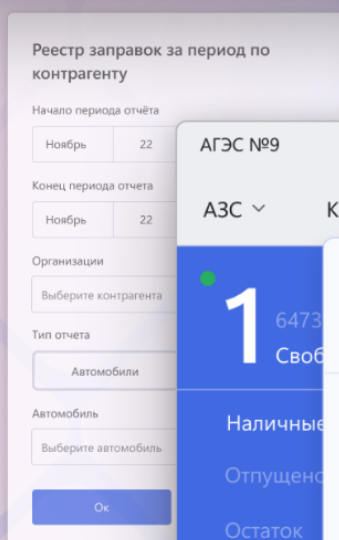 Реестр заправок за период по
контрагенту
Начало периода отчёта
Ноябрь 22
Конец периода отчета
Ноябрь 22
Организации
Выберите контрагента
Тип отчета
Автомобили
Автомобиль
Выберите автомобиль
Ок
АГЭС №9
АЗС
1
6473
Своб
Наличные
Отпущено
Остаток